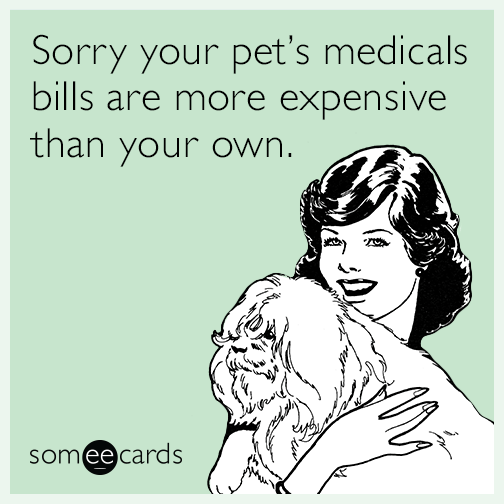 Sorry your pet's medicals
bills are more expensive
than your own.
someecards